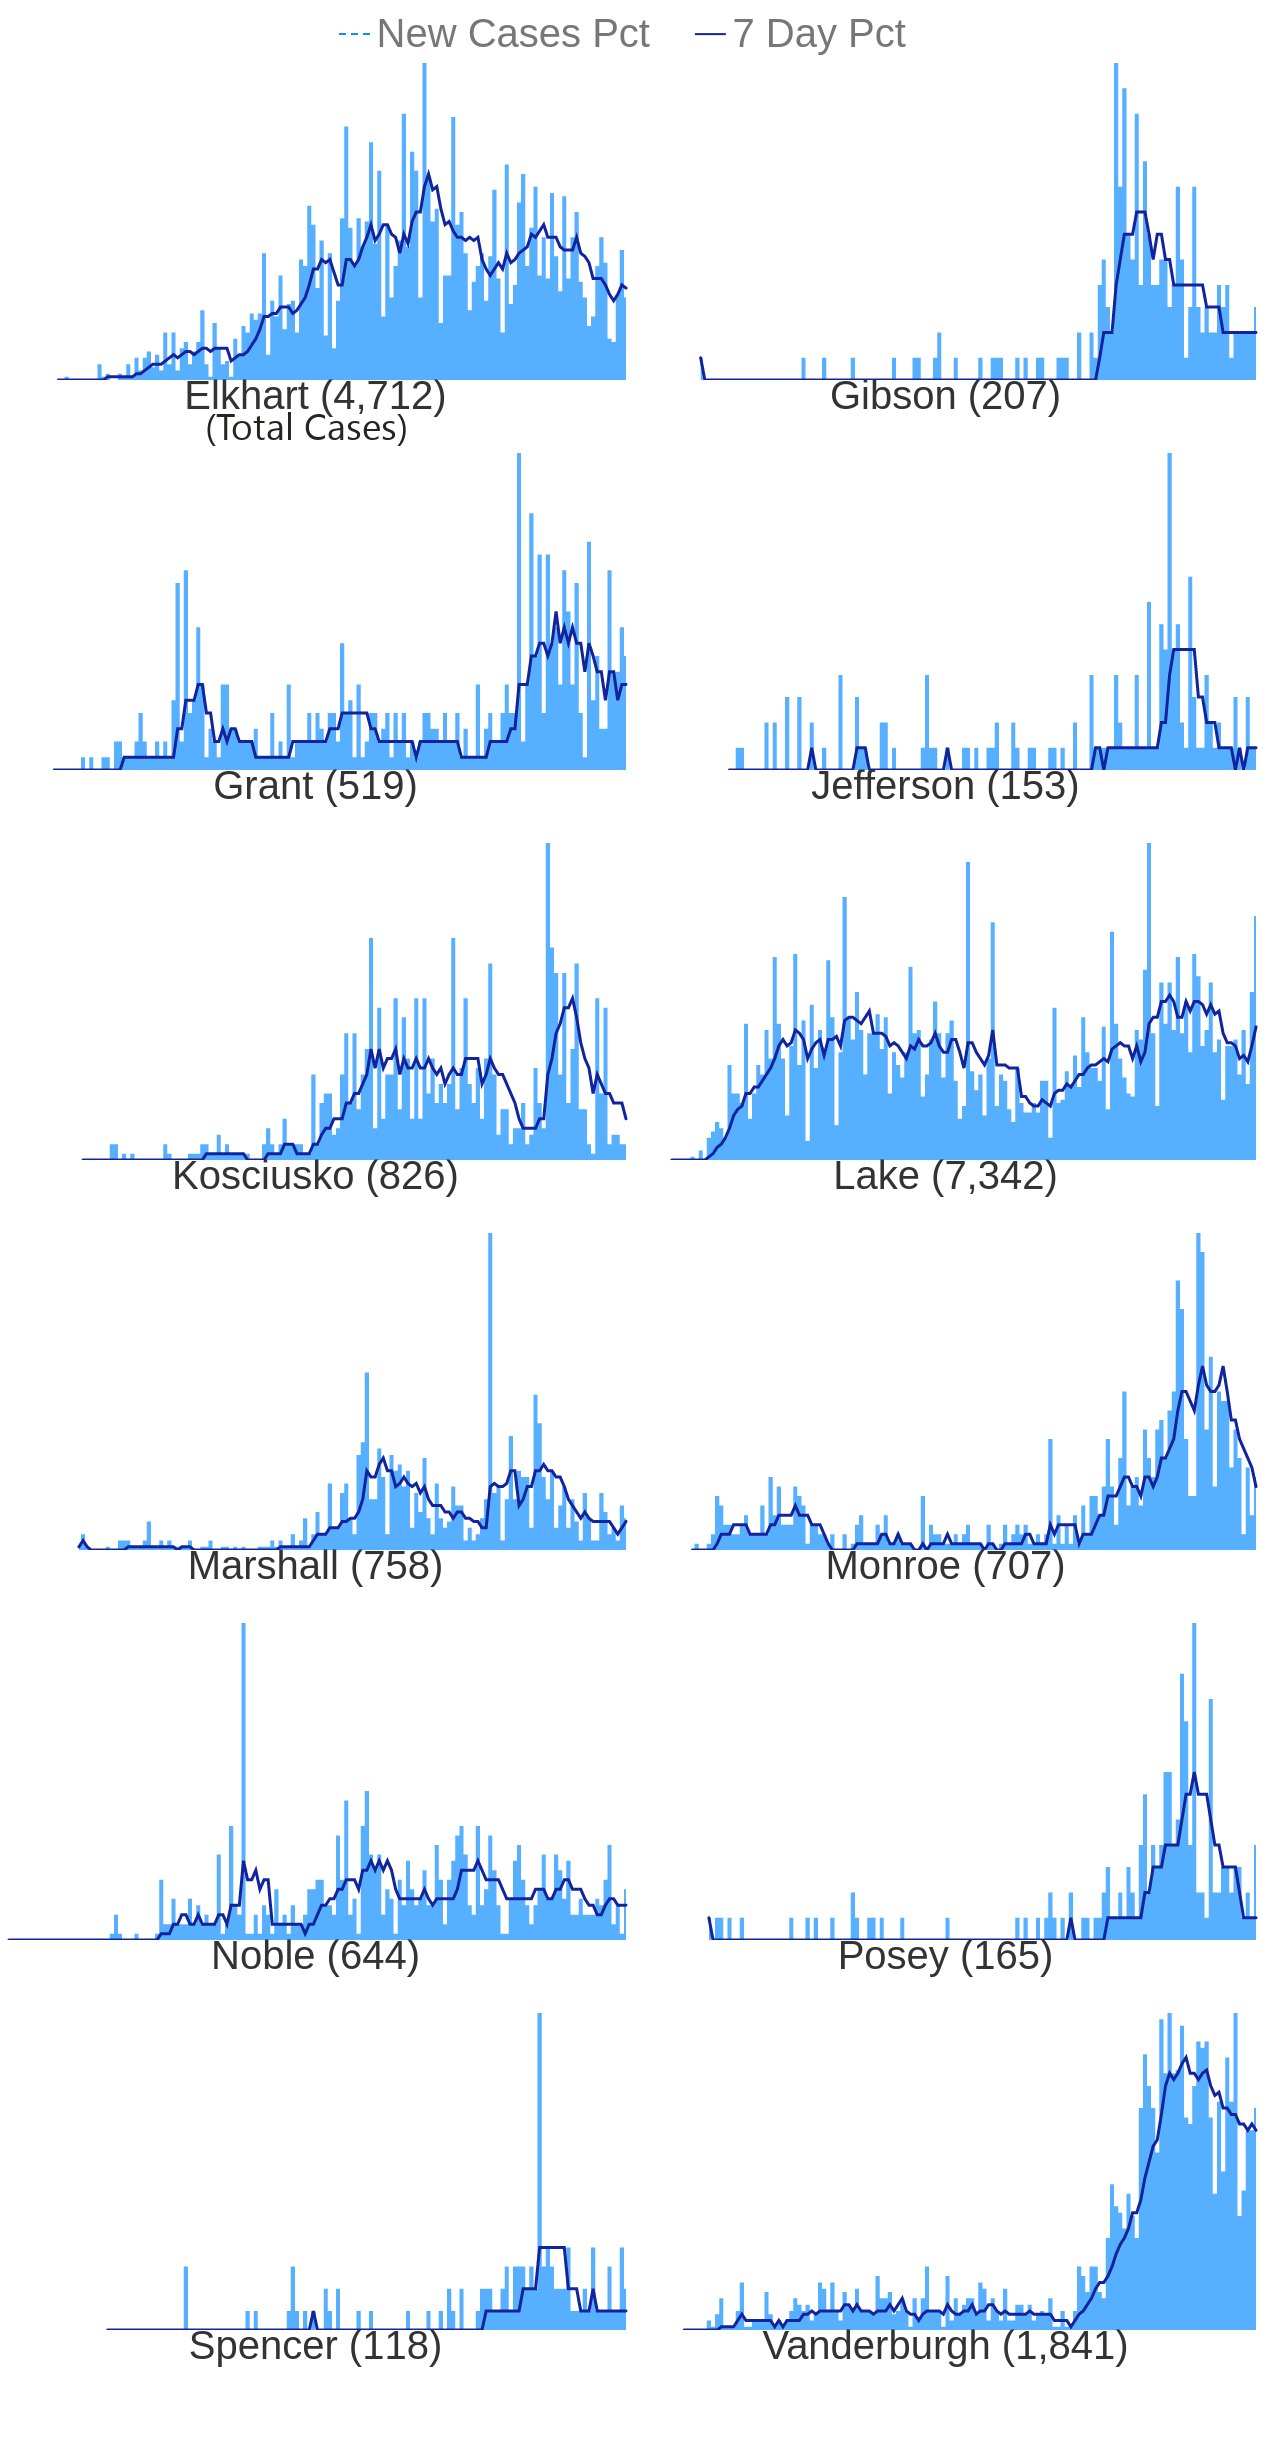 New Cases Pct 7 Day Pct
Elkhart (4,712) Gibson (207)
(Total Cases)
Grant (519) Jefferson (153)
Kosciusko (826) Lake (7,342)
Marshall (758) Monroe (707)
Noble (644) Posey (165)
Spencer (118) Vanderburgh (1,841)